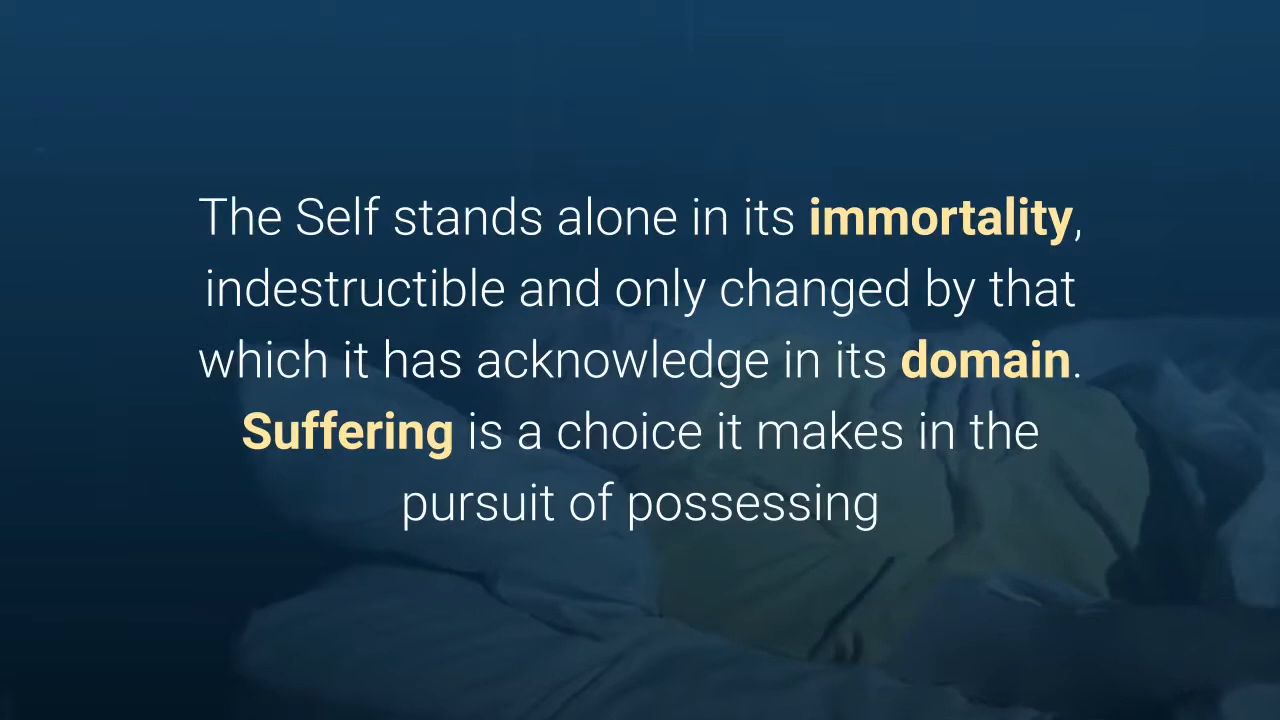 The Self stands alone in its immortality,
indestructible and only changed by that
which it has acknowledge in its domain.
Suffering is a choice it makes in the
pursuit of possessing